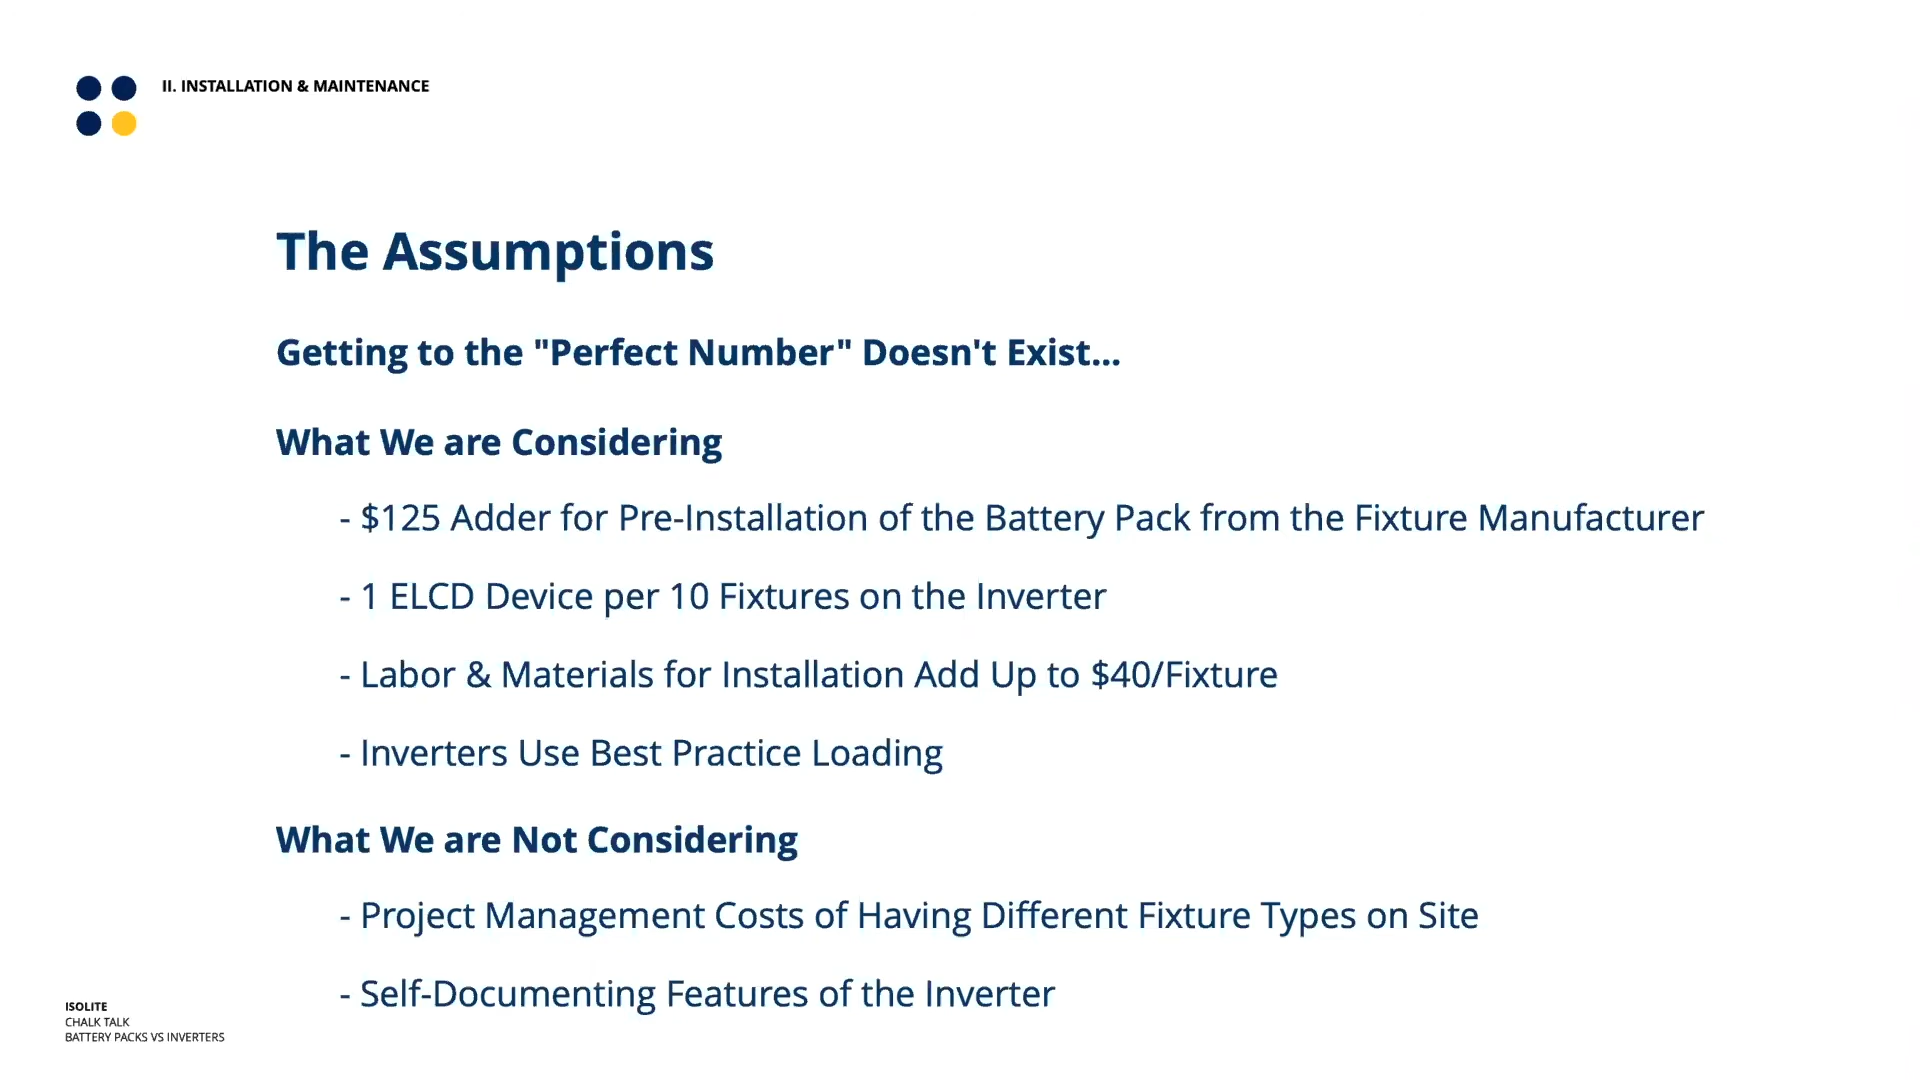 II. INSTALLATION & MAINTENANCE
The Assumptions
Getting to the "Perfect Number" Doesn't Exist...
What We are Considering
- $125 Adder for Pre-Installation of the Battery Pack from the Fixture Manufacturer
- 1 ELCD Device per 10 Fixtures on the Inverter
- Labor & Materials for Installation Add Up to $40/Fixture
- Inverters Use Best Practice Loading
What We are Not Considering
- Project Management Costs of Having Different Fixture Types on Site
- Self-Documenting Features of the Inverter
ISOLITE
CHALK TALK
BATTERY PACKS VS INVERTERS